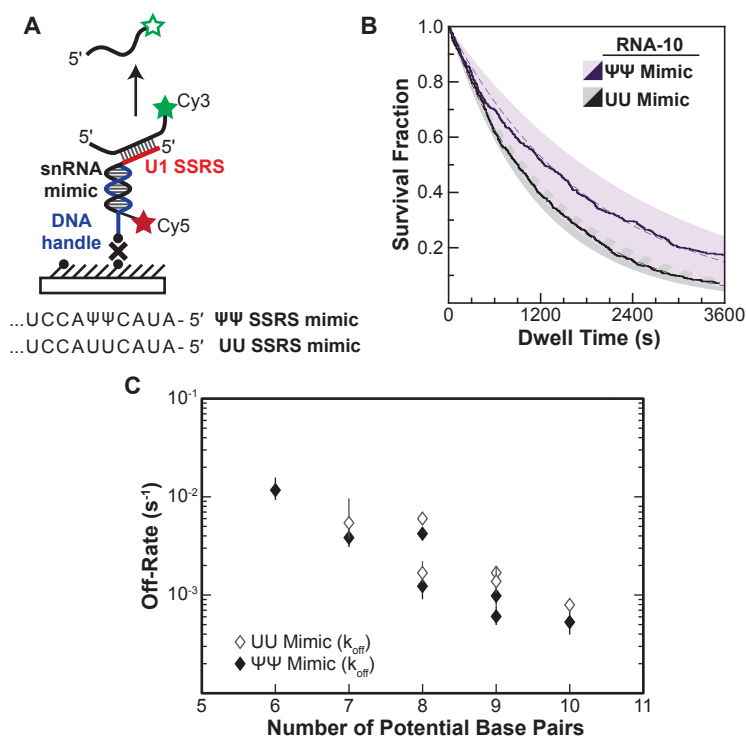 A
5′
Cy3
5′
5′
snRNA
mimic
U1 SSRS
DNA
handle
Cy5
...UCCAΨΨCAUA- 5′ ΨΨ SSRS mimic
...UCCAUUCAUA- 5′ UU SSRS mimic
B
RNA-10
ΨΨ Mimic
UU Mimic
Survival Fraction
1.0
0.8
0.6
0.4
0.2
0
1200
2400
3600
Dwell Time (s)
C
Off-Rate (s⁻¹)
10⁻¹
10⁻²
10⁻³
UU Mimic (k_off)
ΨΨ Mimic (k_off)
5
6
7
8
9
10
11
Number of Potential Base Pairs